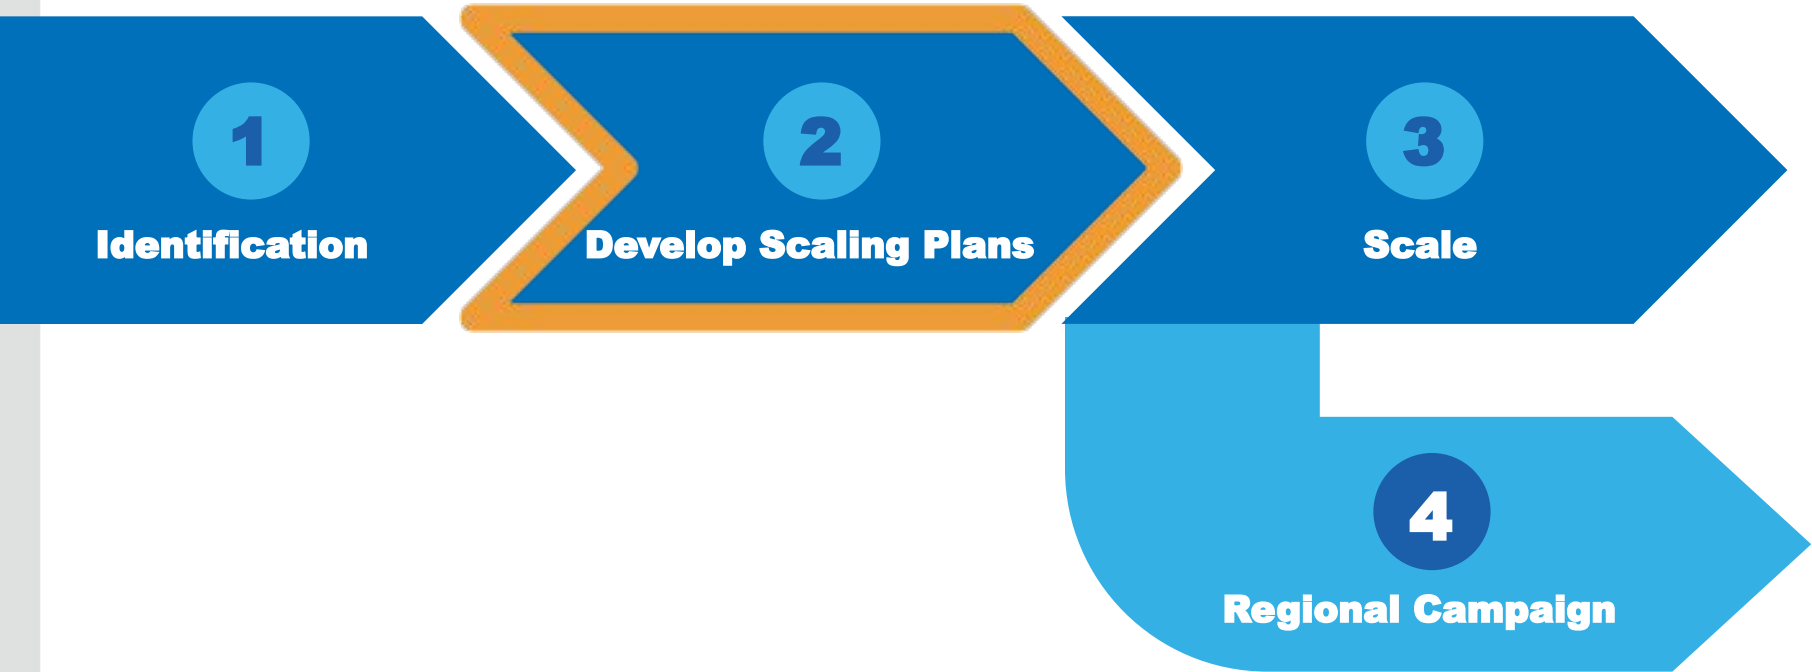 1
Identification
2
Develop Scaling Plans
3
Scale
4
Regional Campaign